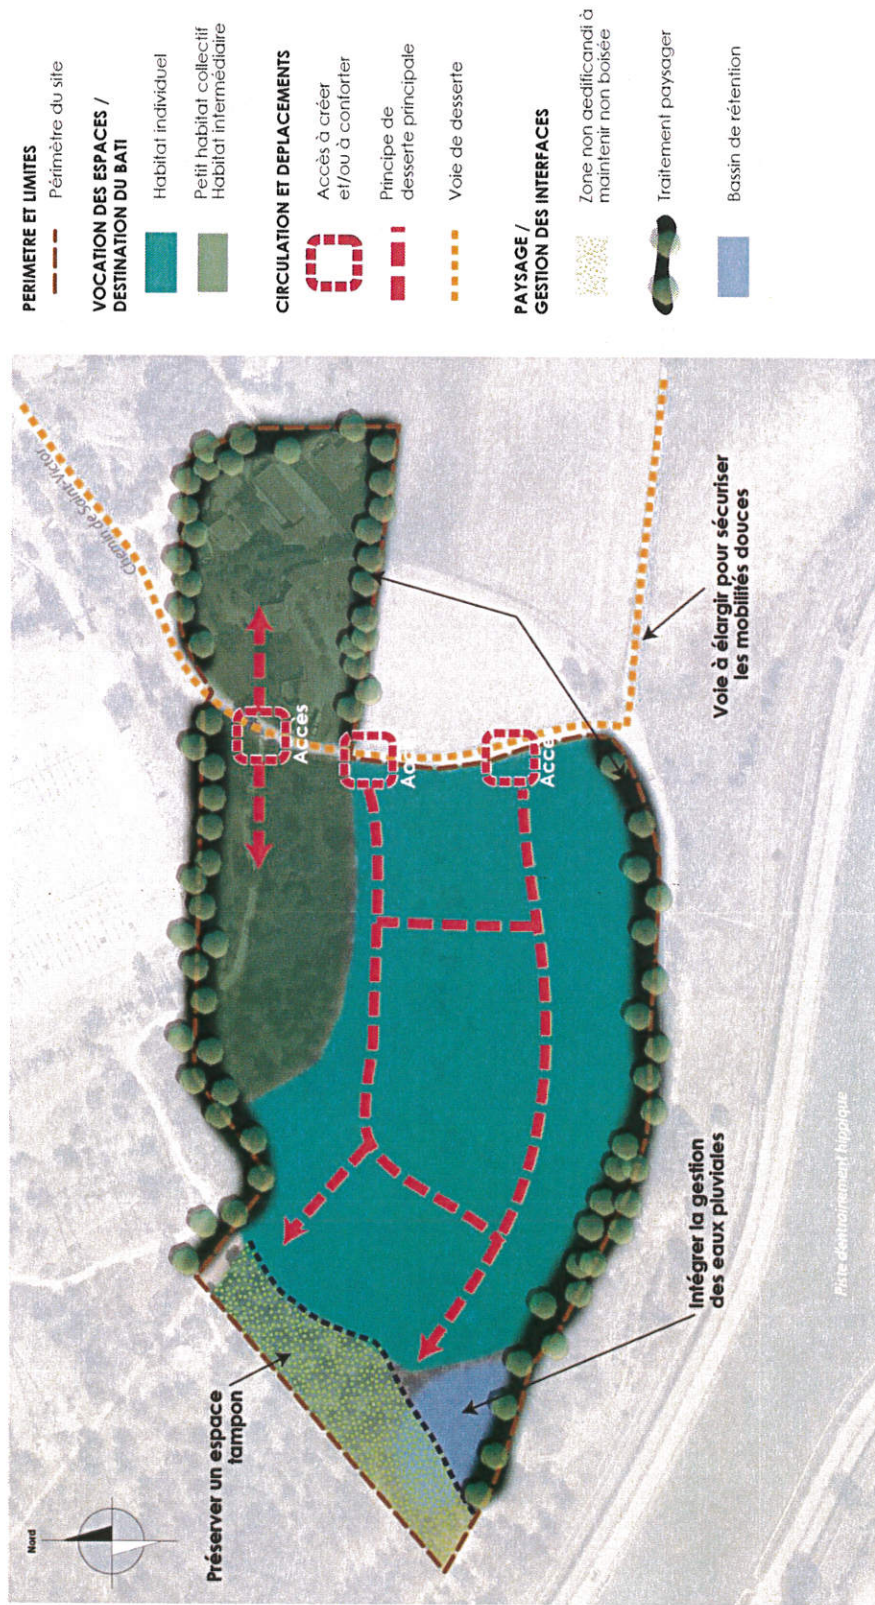 Nord
Préserver un espace
tampon
Intégrer la gestion
des eaux pluviales
Piste d'entrainement hippique
Chemin de Saint-Victor
Accès
Acc
Accè
Voie à élargir pour sécuriser
les mobilités douces
PERIMETRE ET LIMITES
Périmètre du site
VOCATION DES ESPACES /
DESTINATION DU BATI
Habitat individuel
Petit habitat collectif
Habitat intermédiaire
CIRCULATION ET DEPLACEMENTS
Accès à créer
et/ou à conforter
Principe de
desserte principale
Voie de desserte
PAYSAGE /
GESTION DES INTERFACES
Zone non aedificandi à
maintenir non boisée
Traitement paysager
Bassin de rétention